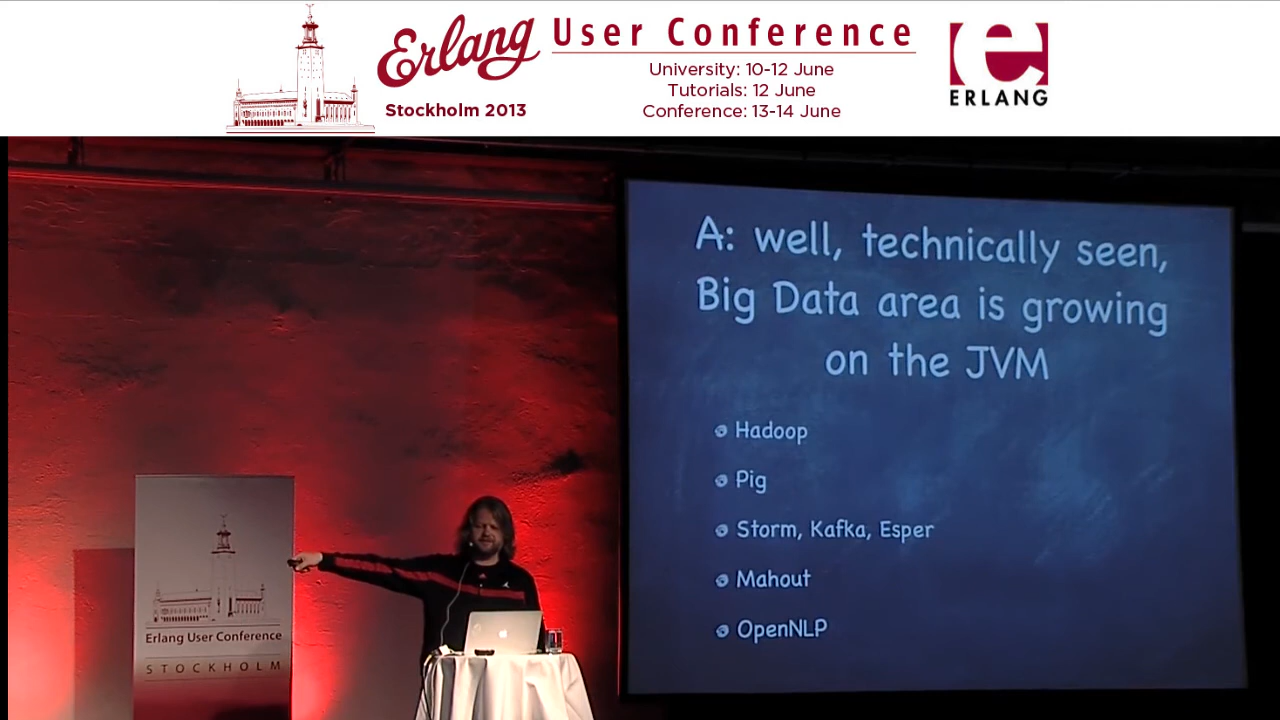 Erlang User Conference
Stockholm 2013
University: 10-12 June
Tutorials: 12 June
Conference: 13-14 June
e
ERLANG
A: well, technically seen,
Big Data area is growing
on the JVM
Hadoop
Pig
Storm, Kafka, Esper
Mahout
OpenNLP
Erlang User Conference
STOCKHOLM